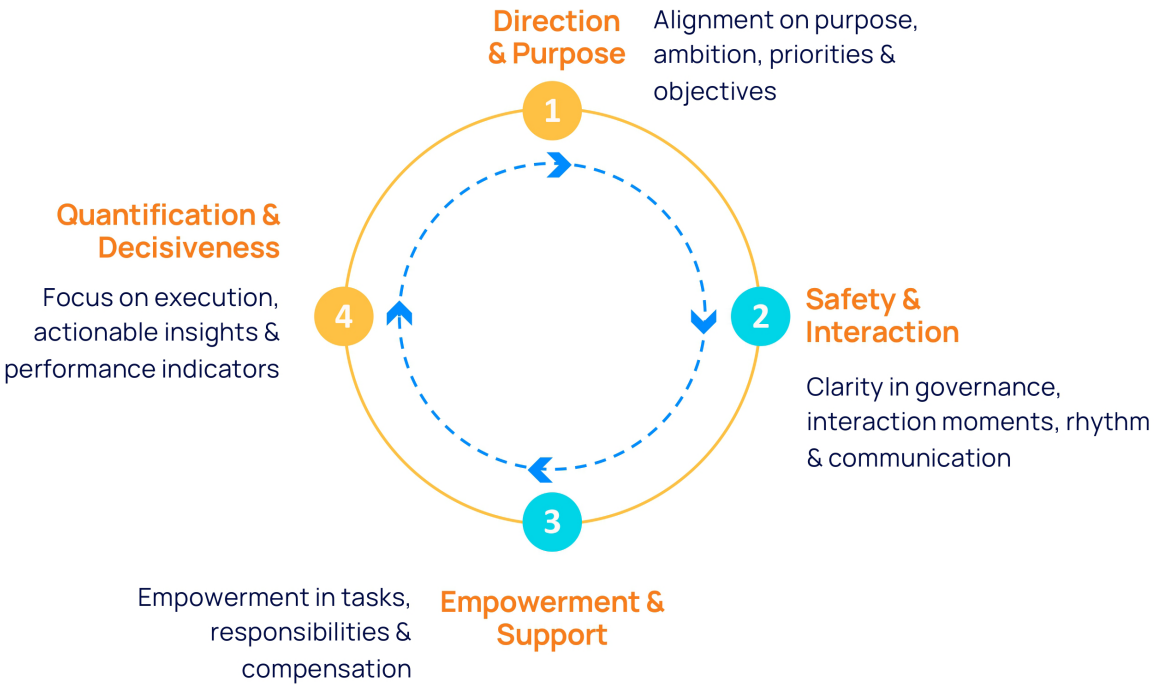 Direction
& Purpose
Alignment on purpose,
ambition, priorities &
objectives
1
Quantification &
Decisiveness
Focus on execution,
actionable insights &
performance indicators
4
2
Safety &
Interaction
Clarity in governance,
interaction moments, rhythm
& communication
3
Empowerment in tasks,
responsibilities &
compensation
Empowerment &
Support